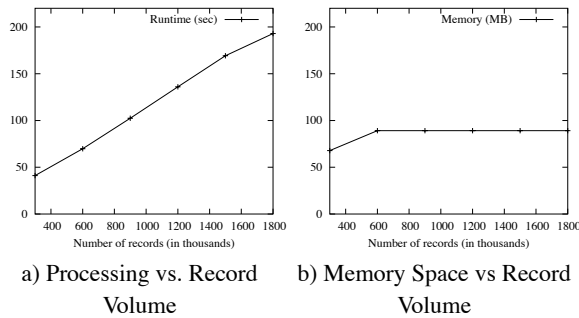 Runtime (sec)
200
150
100
50
0
400 600 800 1000 1200 1400 1600 1800
Number of records (in thousands)
a) Processing vs. Record
Volume
Memory (MB)
200
150
100
50
0
400 600 800 1000 1200 1400 1600 1800
Number of records (in thousands)
b) Memory Space vs Record
Volume